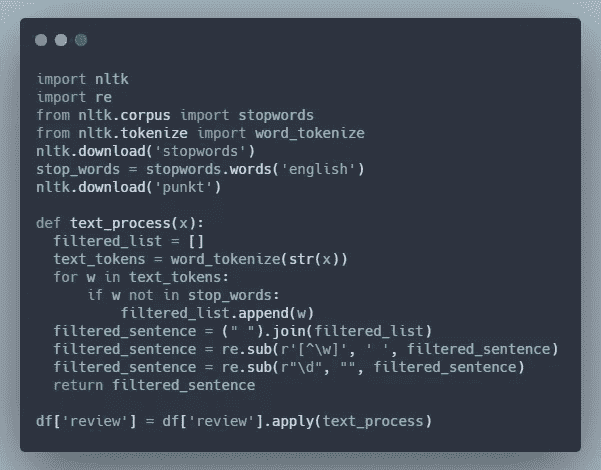 import nltk
import re
from nltk.corpus import stopwords
from nltk.tokenize import word_tokenize
nltk.download('stopwords')
stop_words = stopwords.words('english')
nltk.download('punkt')

def text_process(x):
  filtered_list = []
  text_tokens = word_tokenize(str(x))
  for w in text_tokens:
      if w not in stop_words:
          filtered_list.append(w)
  filtered_sentence = (" ").join(filtered_list)
  filtered_sentence = re.sub(r'[^\w]', ' ', filtered_sentence)
  filtered_sentence = re.sub(r"\d", "", filtered_sentence)
  return filtered_sentence

df['review'] = df['review'].apply(text_process)